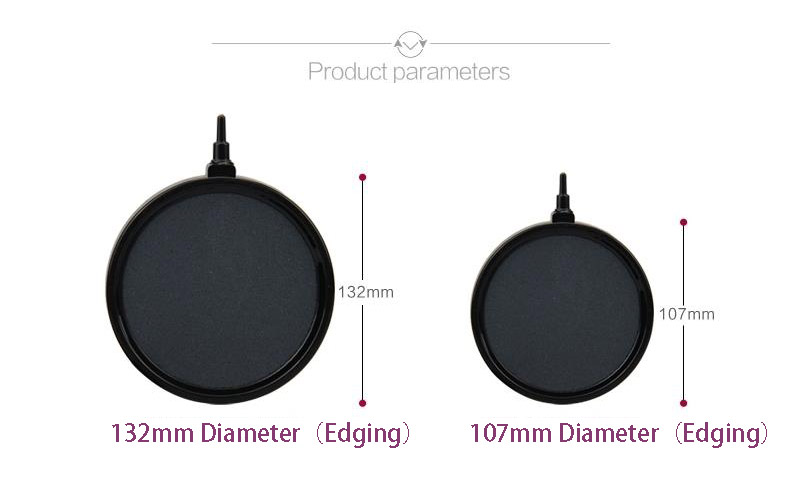 Product parameters
132mm
107mm
132mm Diameter（Edging）
107mm Diameter（Edging）